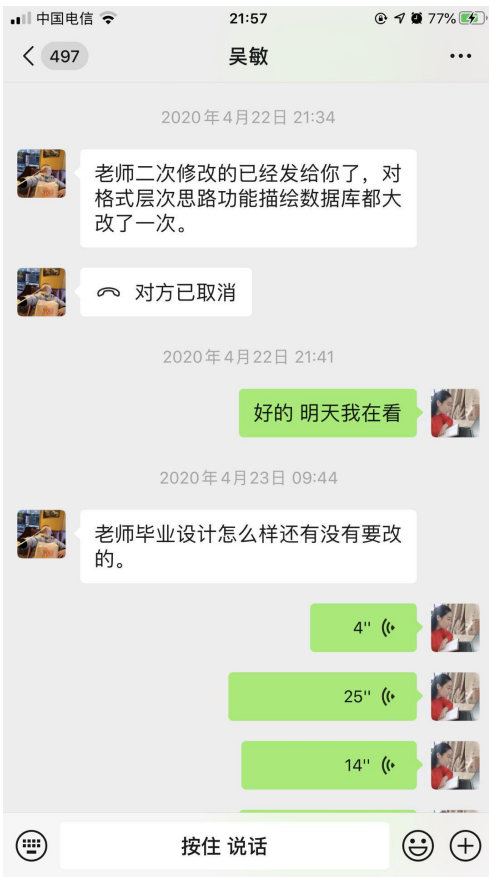 中国电信
21:57
77%
497
吴敏
2020年4月22日 21:34
老师二次修改的已经发给你了，对
格式层次思路功能描绘数据库都大
改了一次。
对方已取消
2020年4月22日 21:41
好的 明天我在看
2020年4月23日 09:44
老师毕业设计怎么样还有没有要改
的。
4''
25''
14''
按住 说话